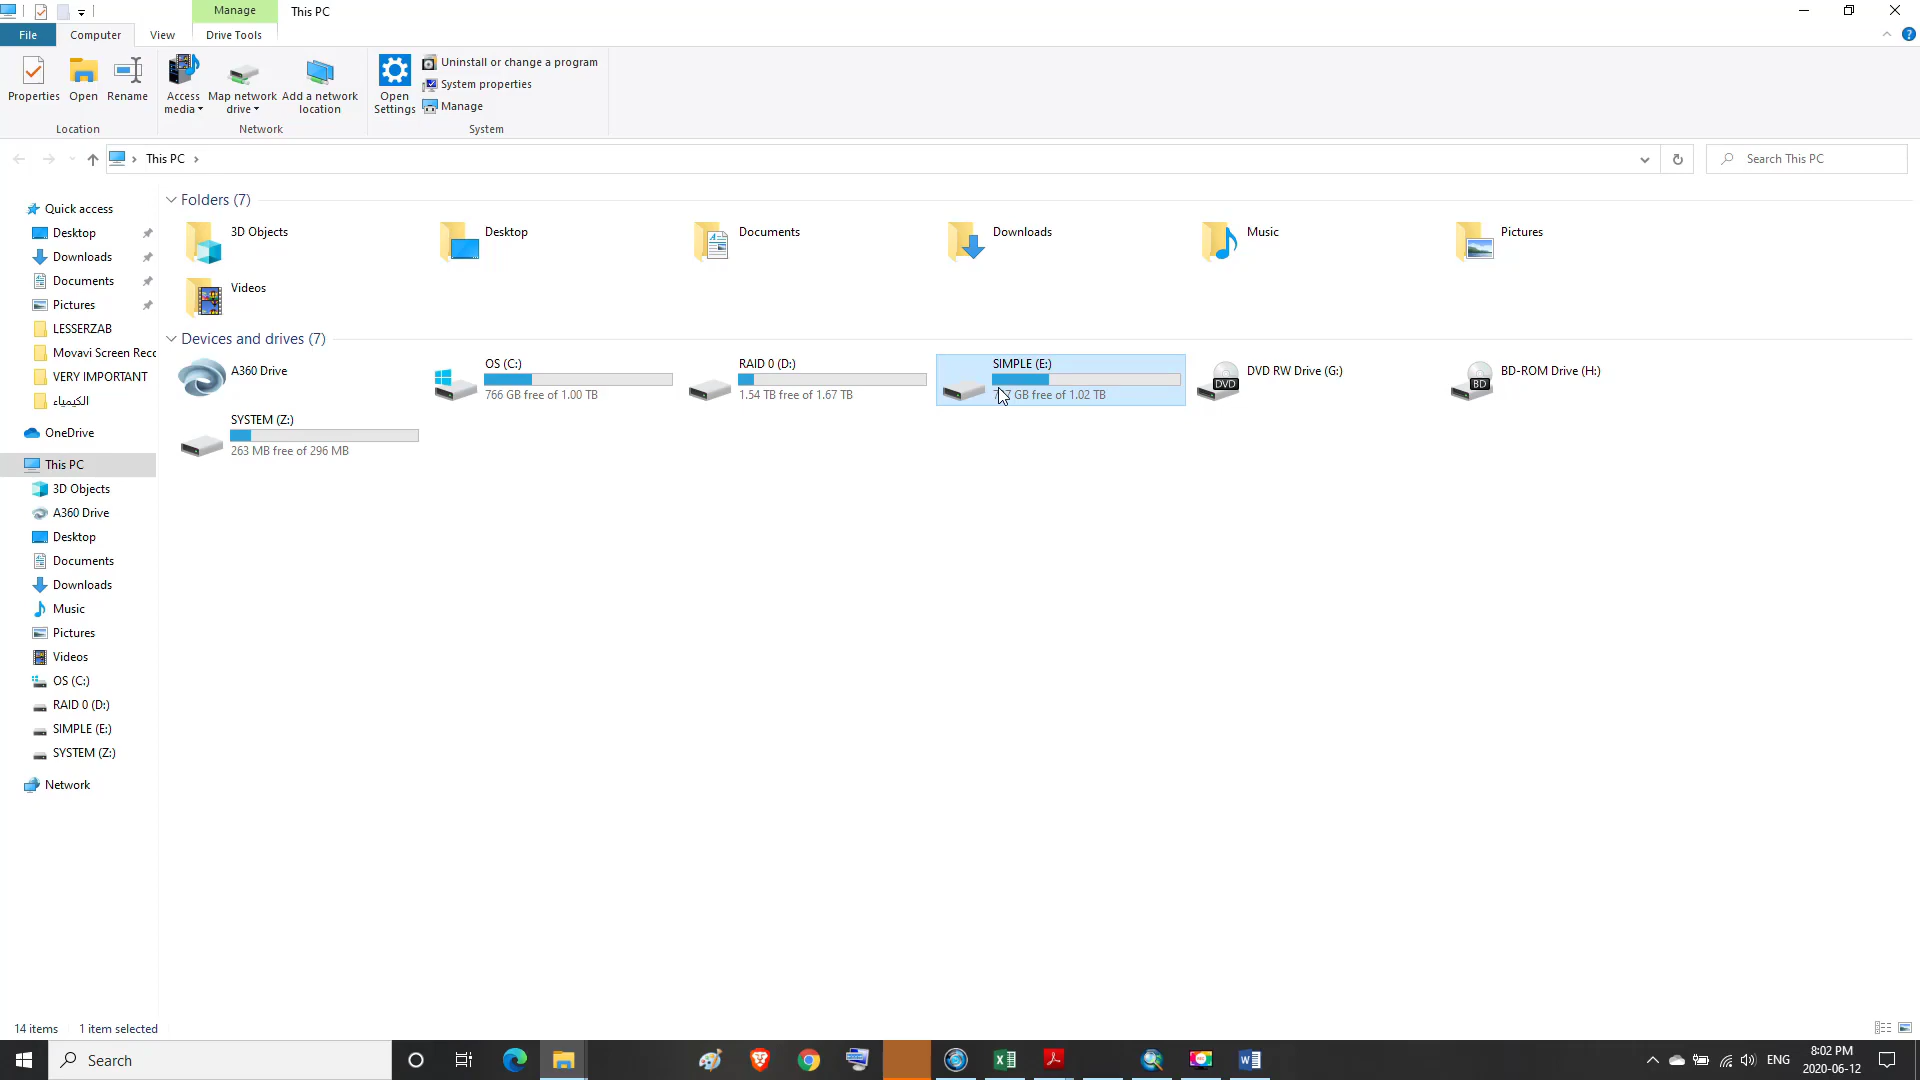 Manage
This PC
File
Computer
View
Drive Tools
Properties
Open
Rename
Access media
Map network drive
Add a network location
Open Settings
Uninstall or change a program
System properties
Manage
Location
Network
System
This PC
Search This PC
Quick access
Desktop
Downloads
Documents
Pictures
LESSERZAB
Movavi Screen Reco
VERY IMPORTANT
الكيمياء
OneDrive
This PC
3D Objects
A360 Drive
Desktop
Documents
Downloads
Music
Pictures
Videos
OS (C:)
RAID 0 (D:)
SIMPLE (E:)
SYSTEM (Z:)
Network
Folders (7)
3D Objects
Desktop
Documents
Downloads
Music
Pictures
Videos
Devices and drives (7)
A360 Drive
OS (C:)
766 GB free of 1.00 TB
RAID 0 (D:)
1.54 TB free of 1.67 TB
SIMPLE (E:)
GB free of 1.02 TB
DVD RW Drive (G:)
DVD
BD-ROM Drive (H:)
BD
SYSTEM (Z:)
263 MB free of 296 MB
14 items
1 item selected
Search
ENG
8:02 PM
2020-06-12